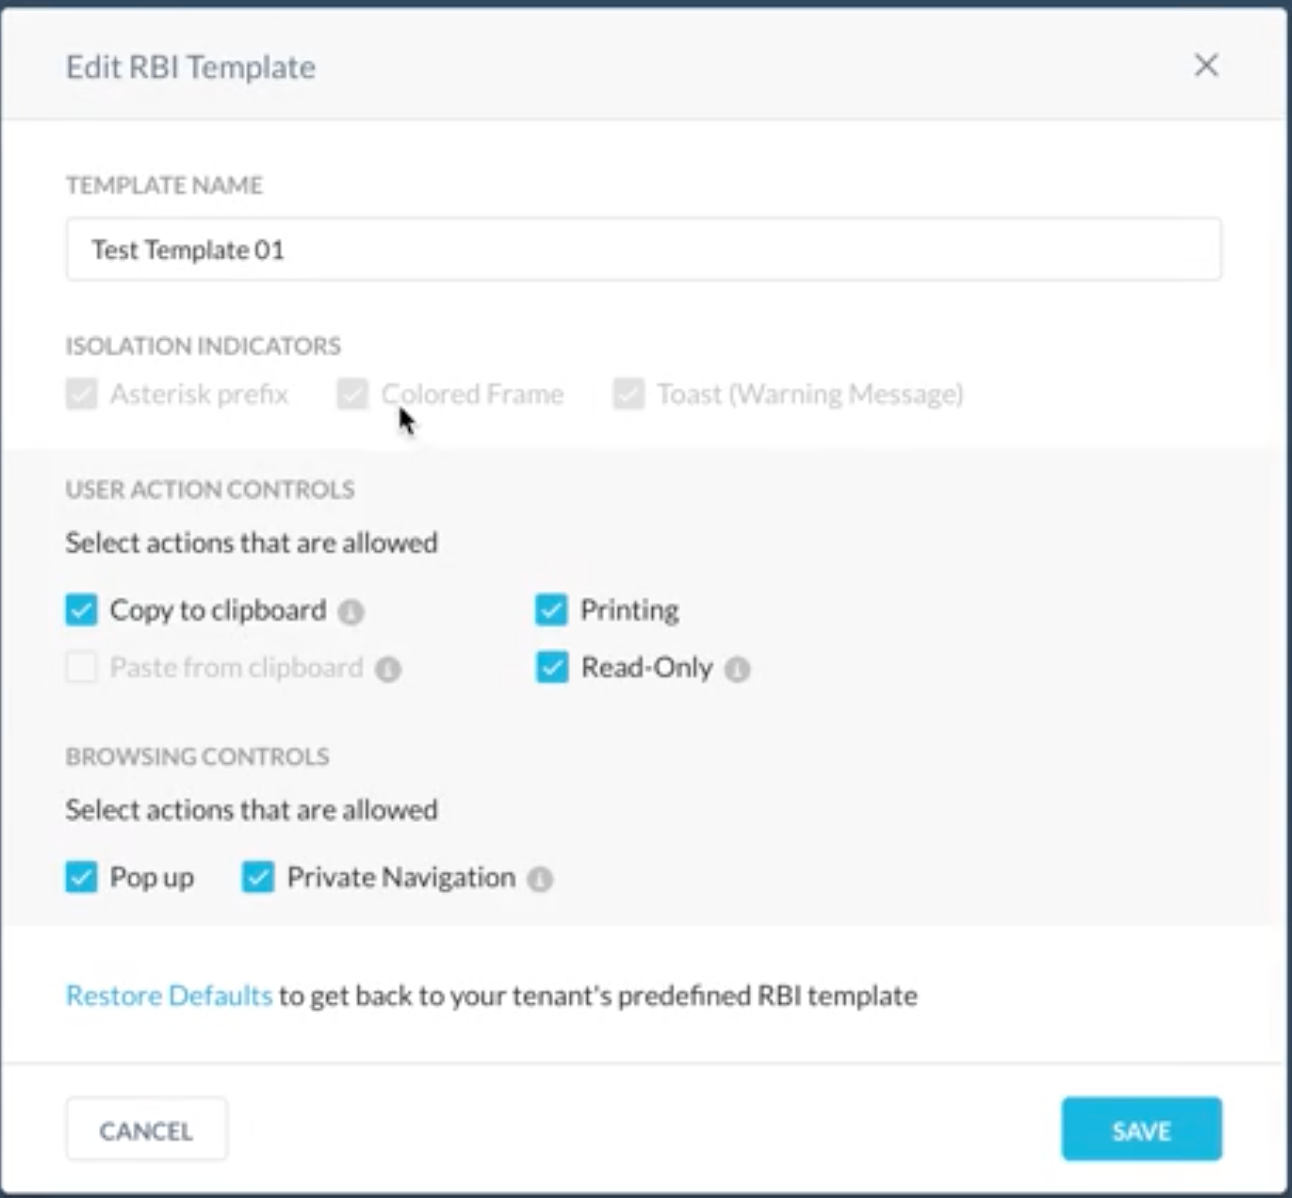 Edit RBI Template
TEMPLATE NAME
Test Template 01
ISOLATION INDICATORS
Asterisk prefix Colored Frame Toast (Warning Message)
USER ACTION CONTROLS
Select actions that are allowed
Copy to clipboard Printing
Paste from clipboard Read-Only
BROWSING CONTROLS
Select actions that are allowed
Pop up Private Navigation
Restore Defaults to get back to your tenant's predefined RBI template
CANCEL SAVE